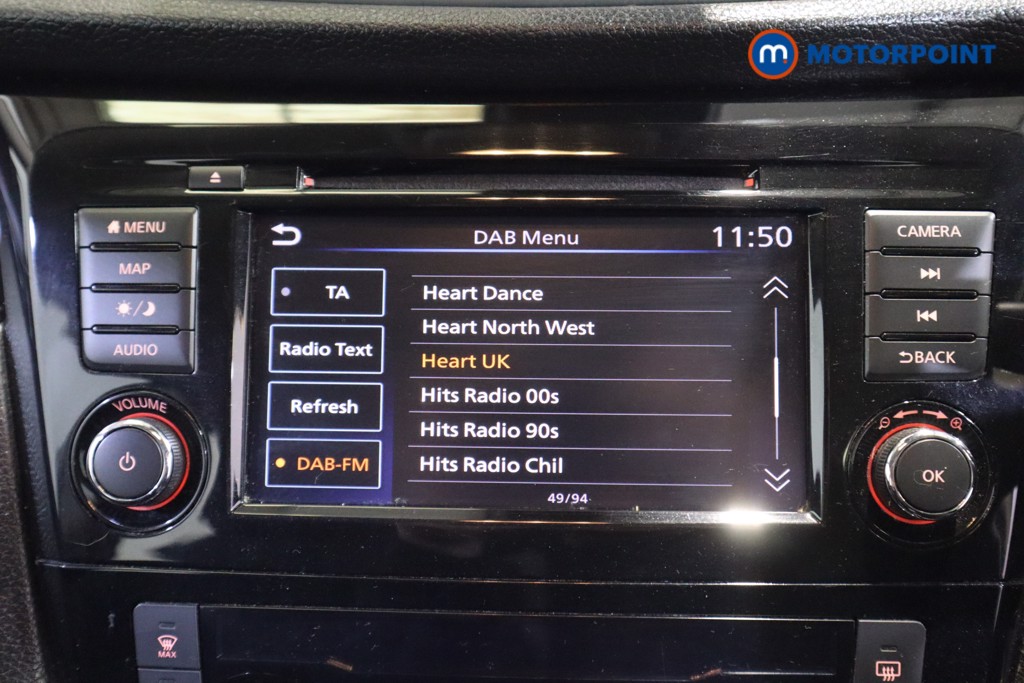 m.
MOTORPOINT
MENU
MAP
AUDIO
VOLUME
DAB Menu
11:50
TA
Radio Text
Refresh
DAB-FM
Heart Dance
Heart North West
Heart UK
Hits Radio 00s
Hits Radio 90s
Hits Radio Chil
49/94
CAMERA
BACK
OK
MAX